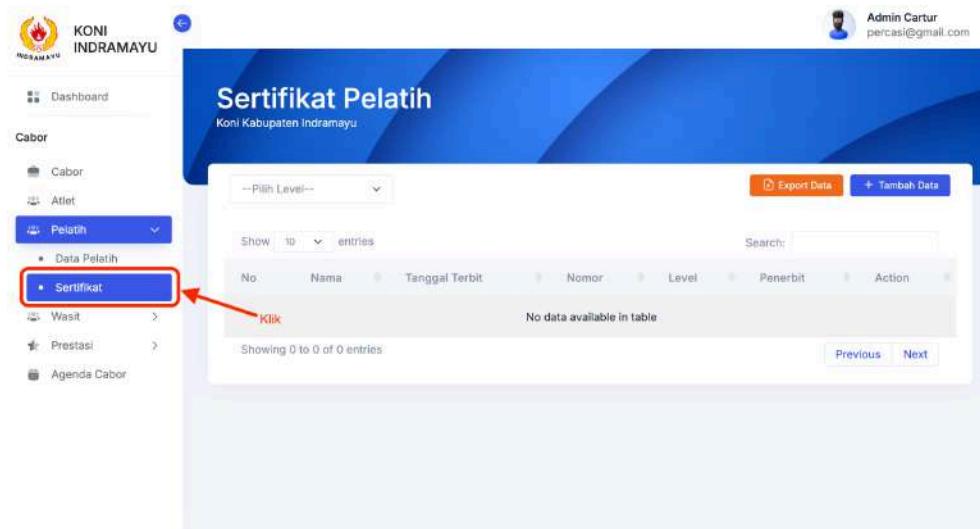 KONI
INDRAMAYU
INDRAMAYU
Admin Cartur
percasi@gmail.com
Dashboard
Cabor
Cabor
Atlet
Pelatih
Data Pelatih
Sertifikat
Wasit
Prestasi
Agenda Cabor
Sertifikat Pelatih
Koni Kabupaten Indramayu
--Pilih Level--
Export Data
+ Tambah Data
Show 10 entries
Search:
No Nama Tanggal Terbit Nomor Level Penerbit Action
Klik
No data available in table
Showing 0 to 0 of 0 entries
Previous Next